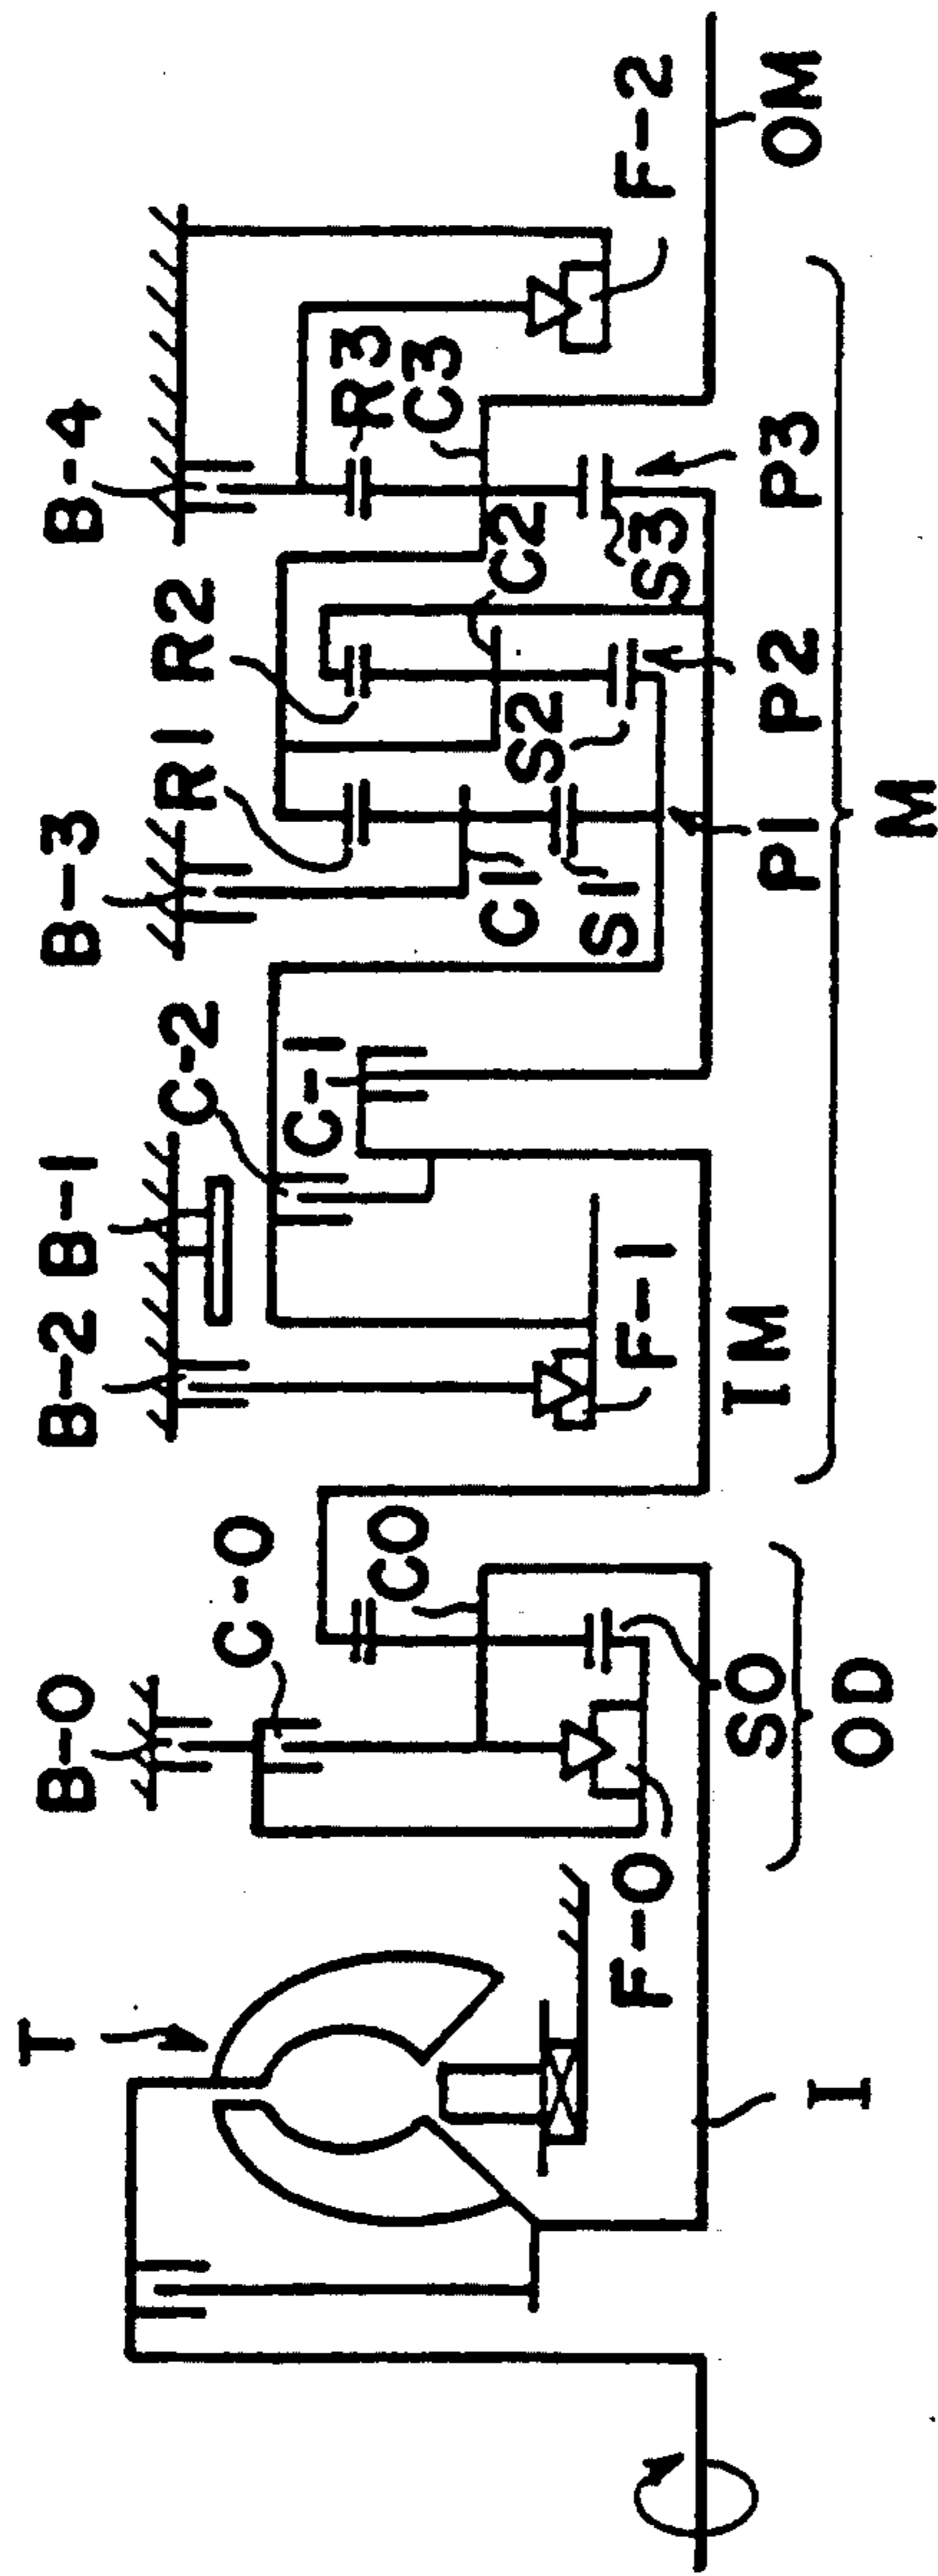 T
B-0
C-0
C0
F-0
S0
OD
I
B-2
B-1
C-2
C-1
F-1
IM
B-3
R1
R2
C1
S1
S2
C2
P1
P2
B-4
R3
C3
S3
P3
F-2
OM
M